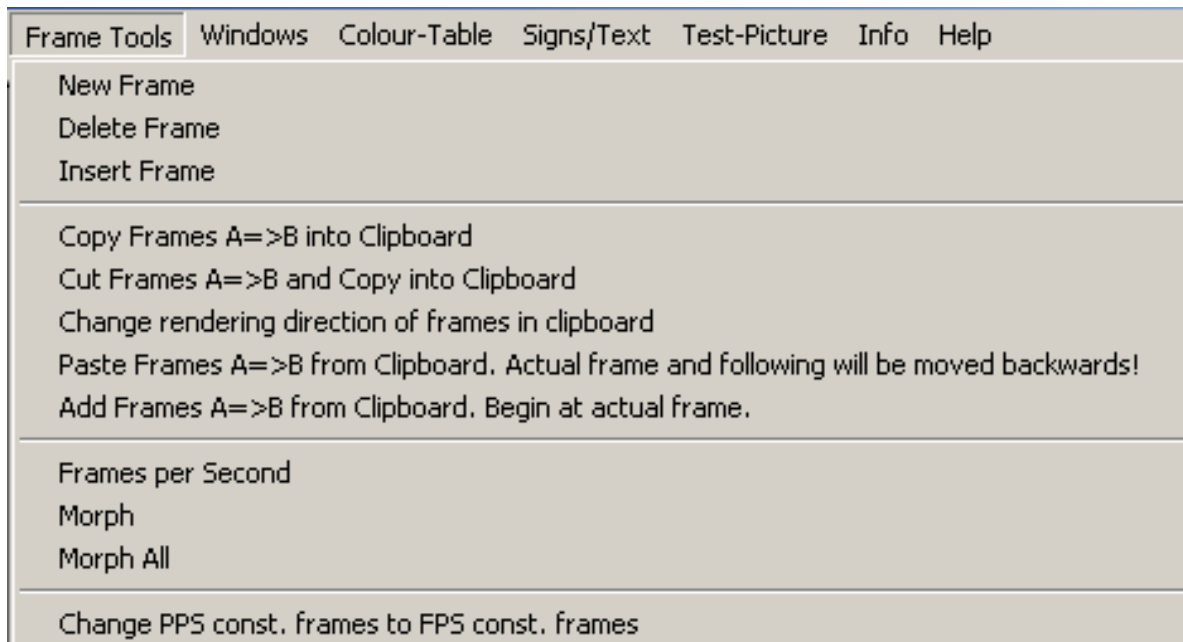 Frame Tools Windows Colour-Table Signs/Text Test-Picture Info Help
New Frame
Delete Frame
Insert Frame
Copy Frames A=>B into Clipboard
Cut Frames A=>B and Copy into Clipboard
Change rendering direction of frames in clipboard
Paste Frames A=>B from Clipboard. Actual frame and following will be moved backwards!
Add Frames A=>B from Clipboard. Begin at actual frame.
Frames per Second
Morph
Morph All
Change PPS const. frames to FPS const. frames